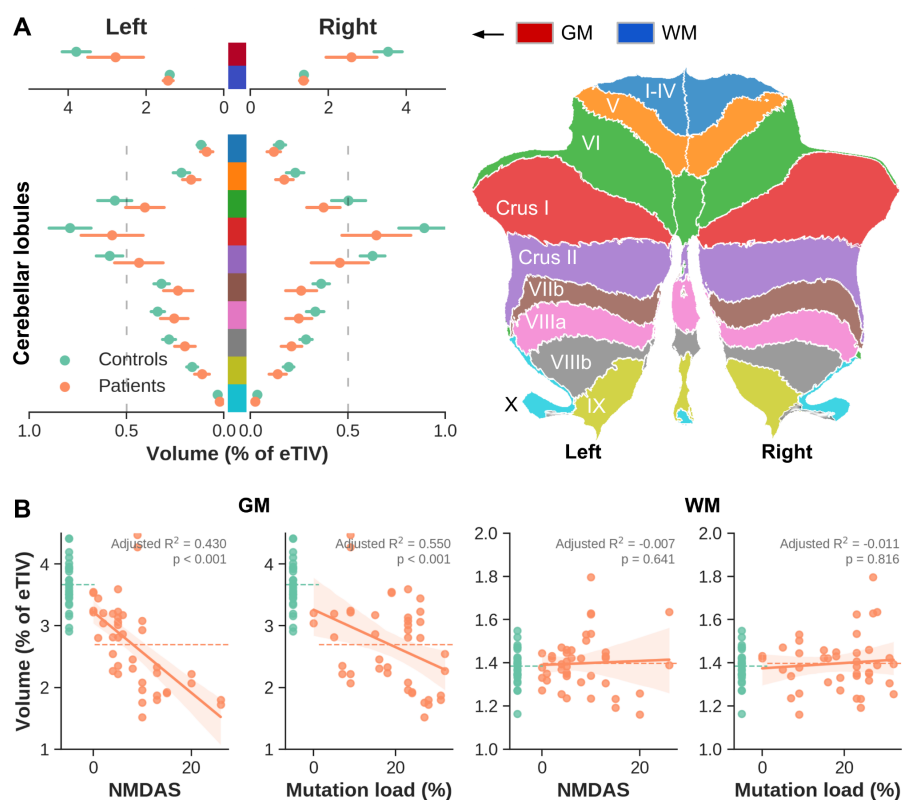 A
Left
Right
GM
WM
4
2
0
0
2
4
Cerebellar lobules
Controls
Patients
1.0
0.5
0.0
0.0
0.5
1.0
Volume (% of eTIV)
I-IV
V
VI
Crus I
Crus II
VIIb
VIIIa
VIIIb
IX
X
Left
Right
B
GM
WM
Volume (% of eTIV)
4
3
2
1
Adjusted R² = 0.430
p < 0.001
0
20
NMDAS
4
3
2
1
Adjusted R² = 0.550
p < 0.001
0
20
Mutation load (%)
2.0
1.8
1.6
1.4
1.2
1.0
Adjusted R² = -0.007
p = 0.641
0
20
NMDAS
2.0
1.8
1.6
1.4
1.2
1.0
Adjusted R² = -0.011
p = 0.816
0
20
Mutation load (%)